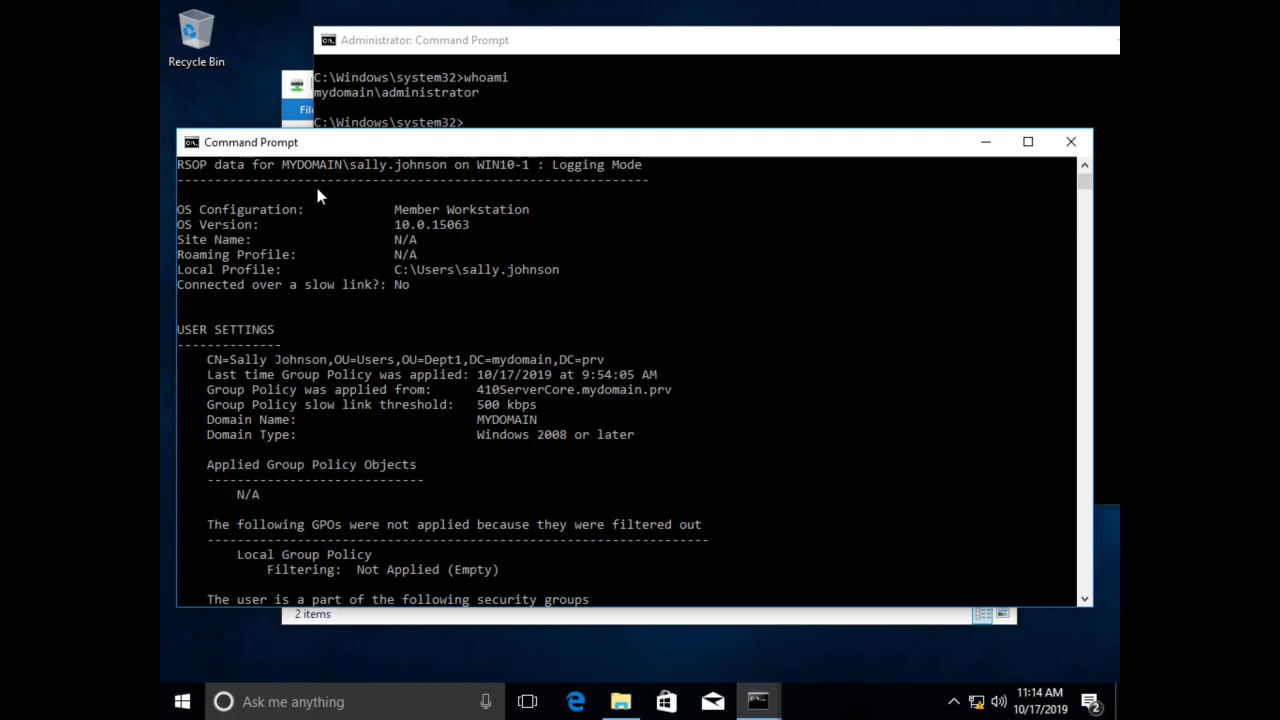 Recycle Bin
Administrator: Command Prompt
C:\Windows\system32>whoami
mydomain\administrator
C:\Windows\system32>
Command Prompt
RSOP data for MYDOMAIN\sally.johnson on WIN10-1 : Logging Mode
---------------------------------------------------------------
OS Configuration: Member Workstation
OS Version: 10.0.15063
Site Name: N/A
Roaming Profile: N/A
Local Profile: C:\Users\sally.johnson
Connected over a slow link?: No
USER SETTINGS
--------------
CN=Sally Johnson,OU=Users,OU=Dept1,DC=mydomain,DC=prv
Last time Group Policy was applied: 10/17/2019 at 9:54:05 AM
Group Policy was applied from: 410ServerCore.mydomain.prv
Group Policy slow link threshold: 500 kbps
Domain Name: MYDOMAIN
Domain Type: Windows 2008 or later
Applied Group Policy Objects
-----------------------------
N/A
The following GPOs were not applied because they were filtered out
-------------------------------------------------------------------
Local Group Policy
Filtering: Not Applied (Empty)
The user is a part of the following security groups
2 items
Ask me anything
11:14 AM
10/17/2019
2